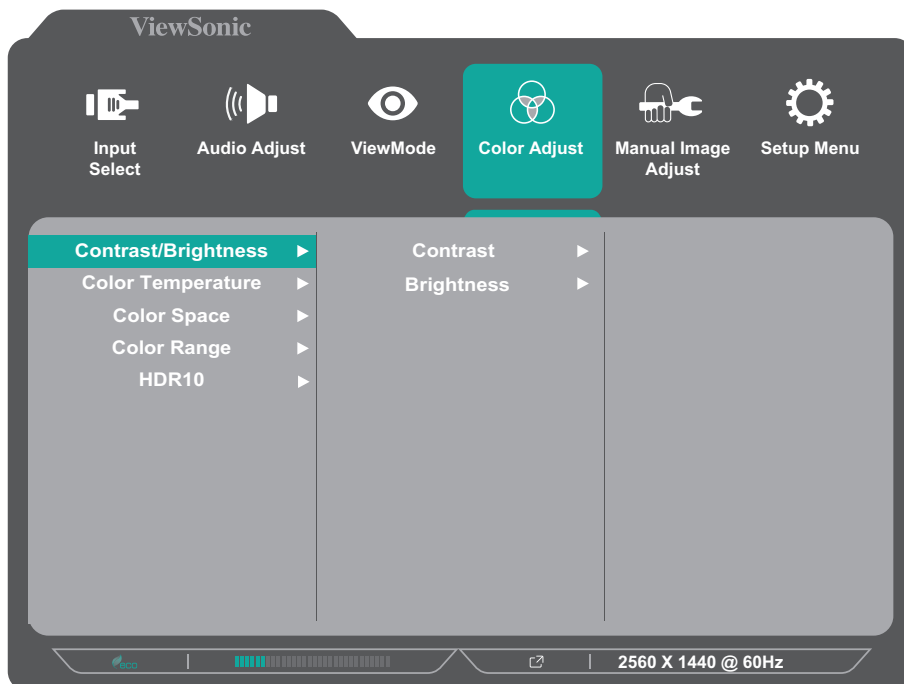 ViewSonic
Input Select
Audio Adjust
ViewMode
Color Adjust
Manual Image Adjust
Setup Menu
Contrast/Brightness
Contrast
Color Temperature
Brightness
Color Space
Color Range
HDR10
eco
2560 X 1440 @ 60Hz